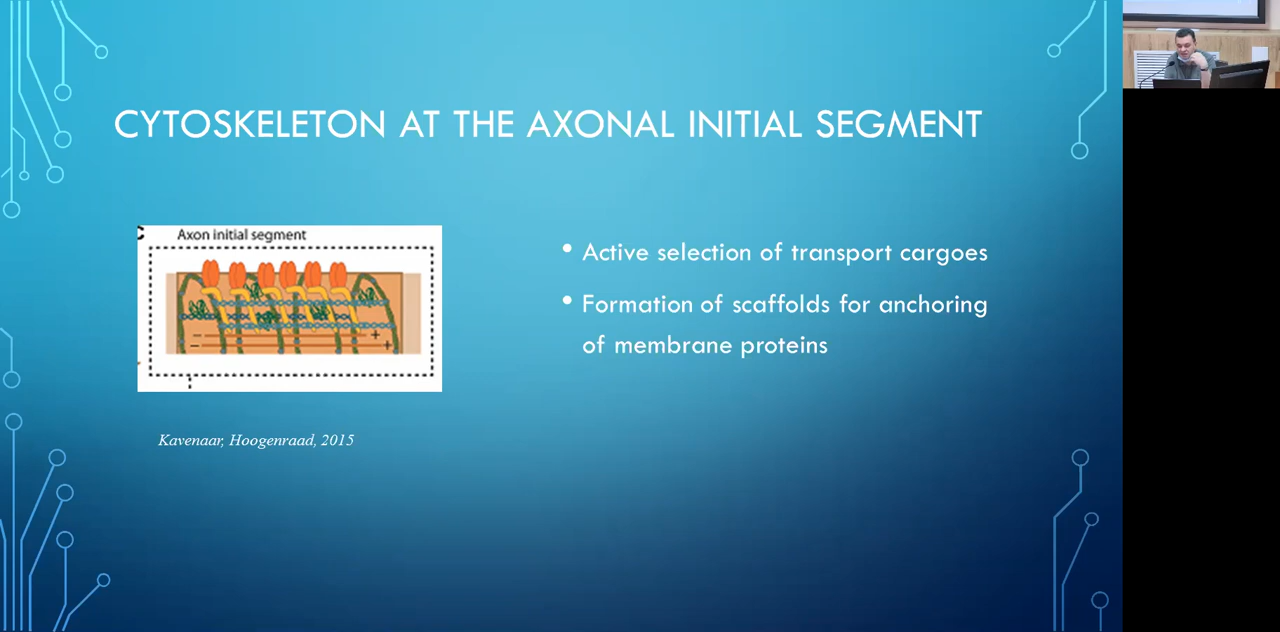 CYTOSKELETON AT THE AXONAL INITIAL SEGMENT
C
Axon initial segment
+
+
• Active selection of transport cargoes
• Formation of scaffolds for anchoring
of membrane proteins
Kavenaar, Hoogenraad, 2015